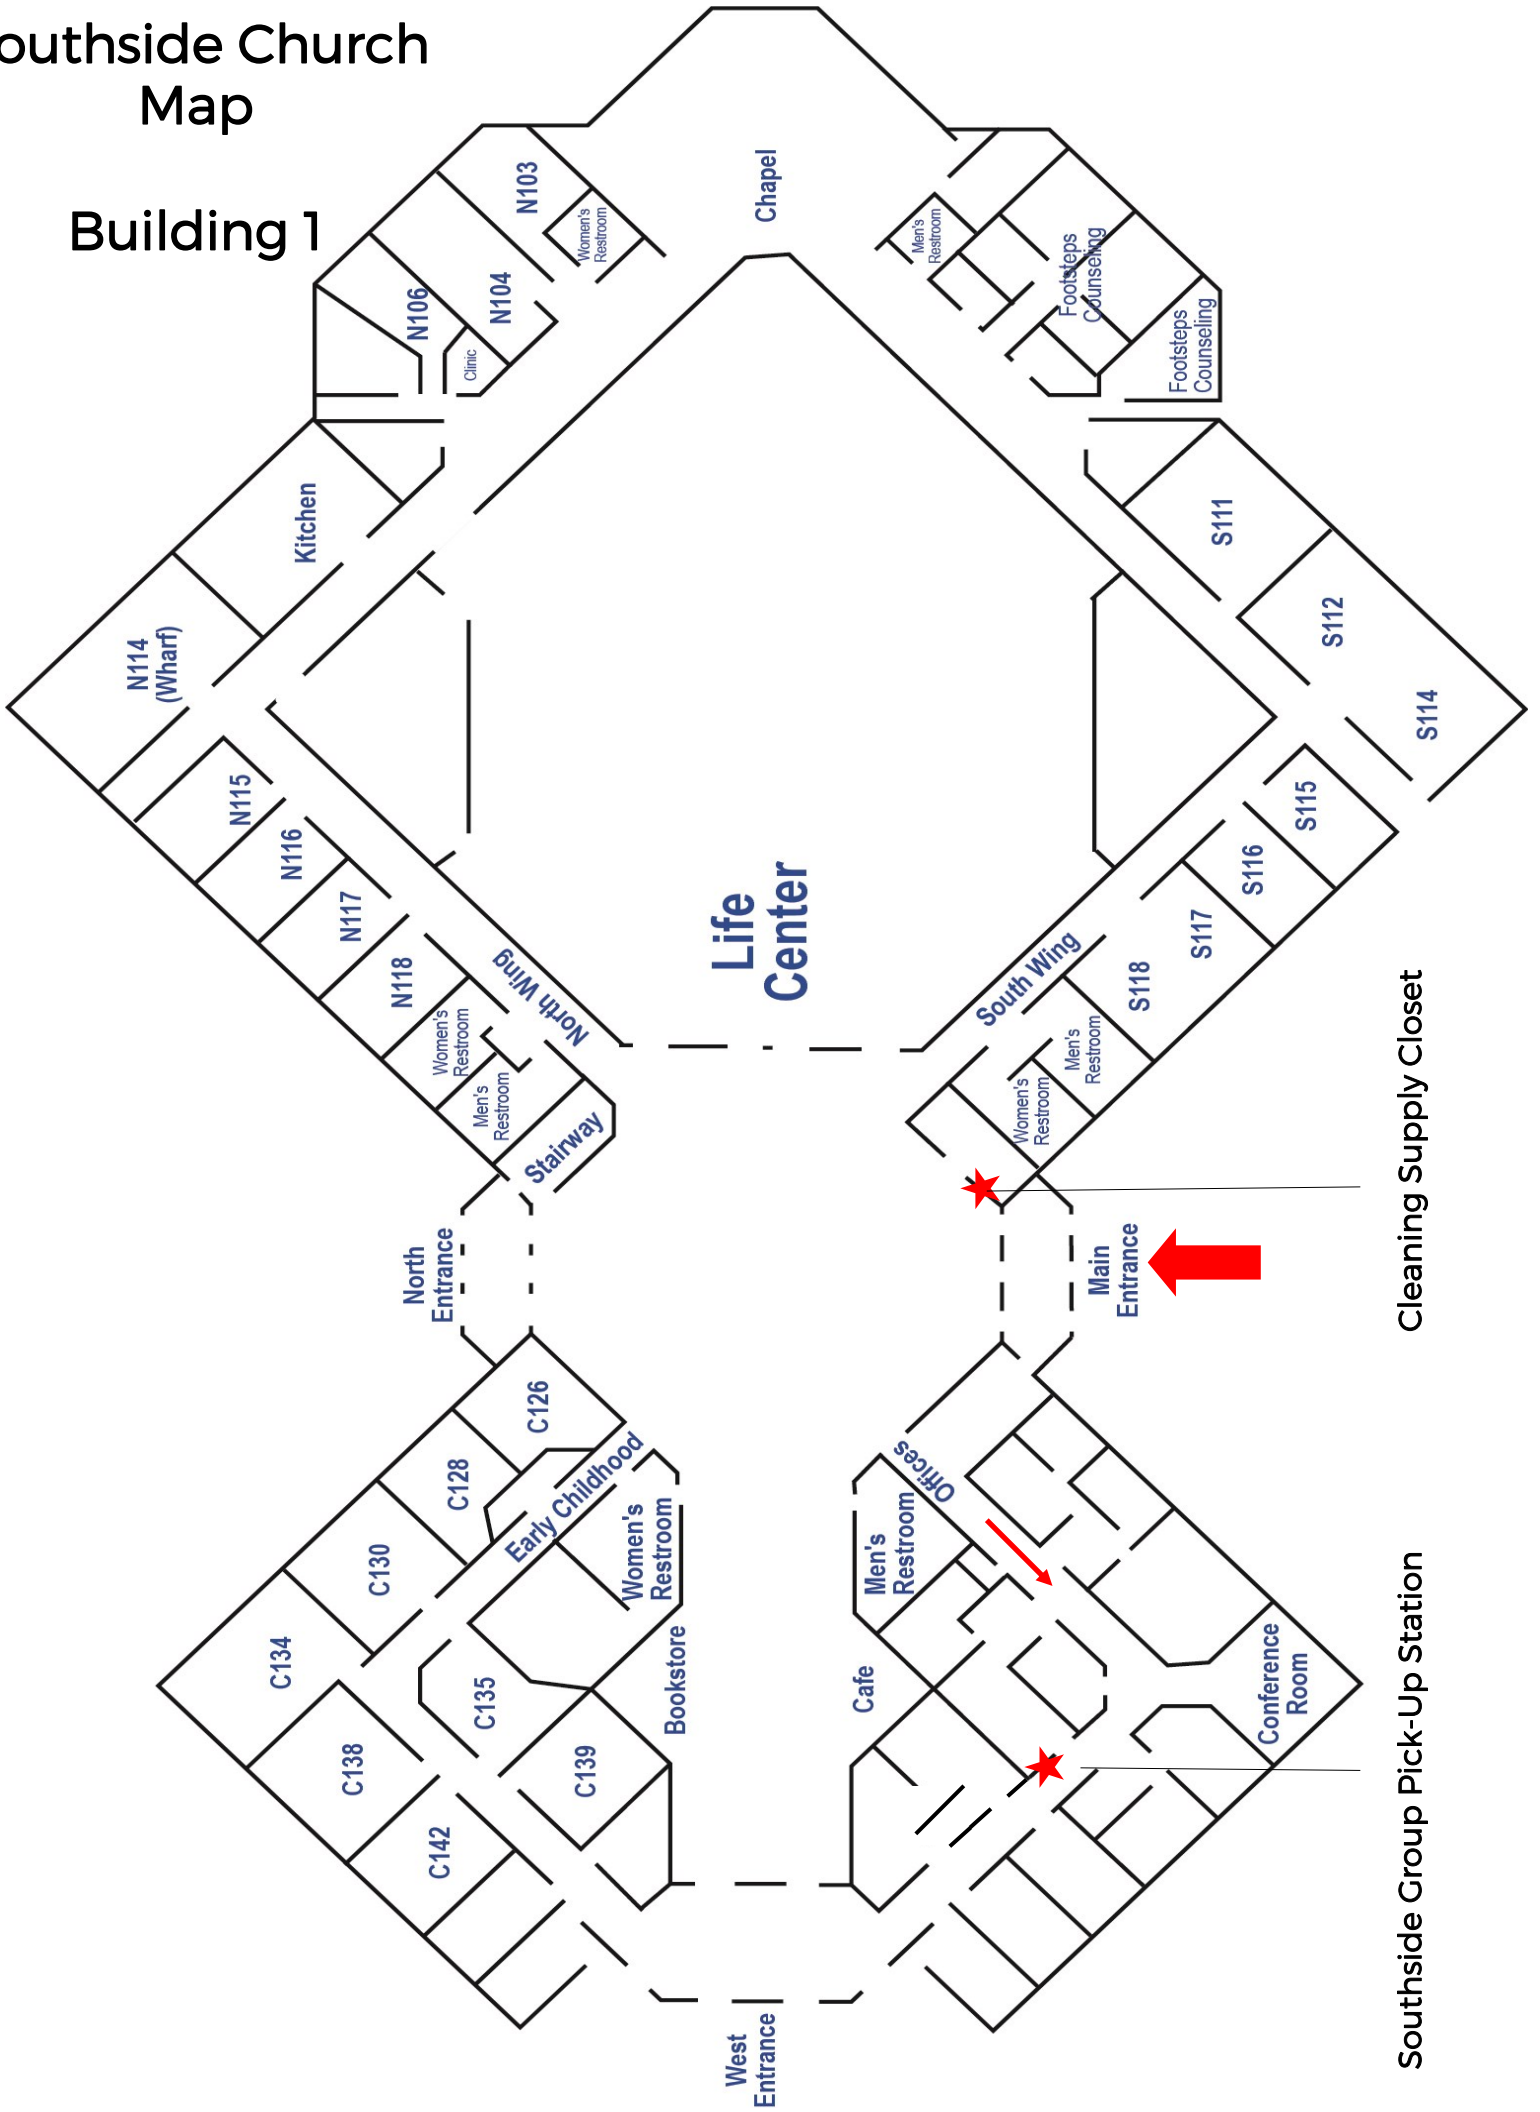 outhside Church
Map
Building 1
Chapel
N103
Women's
Restroom
N104
N106
Clinic
Men's
Restroom
Footsteps
Counseling
Footsteps
Counseling
Kitchen
N114
(Wharf)
S111
S112
S114
N115
N116
N117
N118
Women's
Restroom
Men's
Restroom
North Wing
Stairway
Life
Center
South Wing
S115
S116
S117
S118
Men's
Restroom
Women's
Restroom
Cleaning Supply Closet
North
Entrance
Main
Entrance
C126
C128
C130
C134
Early Childhood
Women's
Restroom
C135
C138
C139
C142
Bookstore
Offices
Men's
Restroom
Cafe
Conference
Room
Southside Group Pick-Up Station
West
Entrance